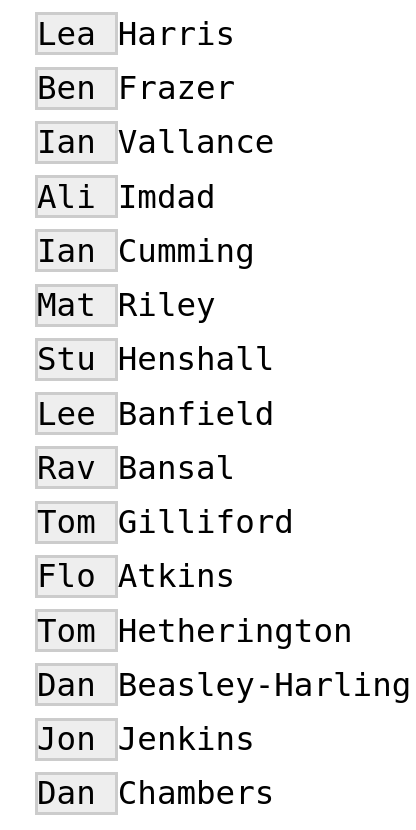 Lea Harris
Ben Frazer
Ian Vallance
Ali Imdad
Ian Cumming
Mat Riley
Stu Henshall
Lee Banfield
Rav Bansal
Tom Gilliford
Flo Atkins
Tom Hetherington
Dan Beasley-Harling
Jon Jenkins
Dan Chambers